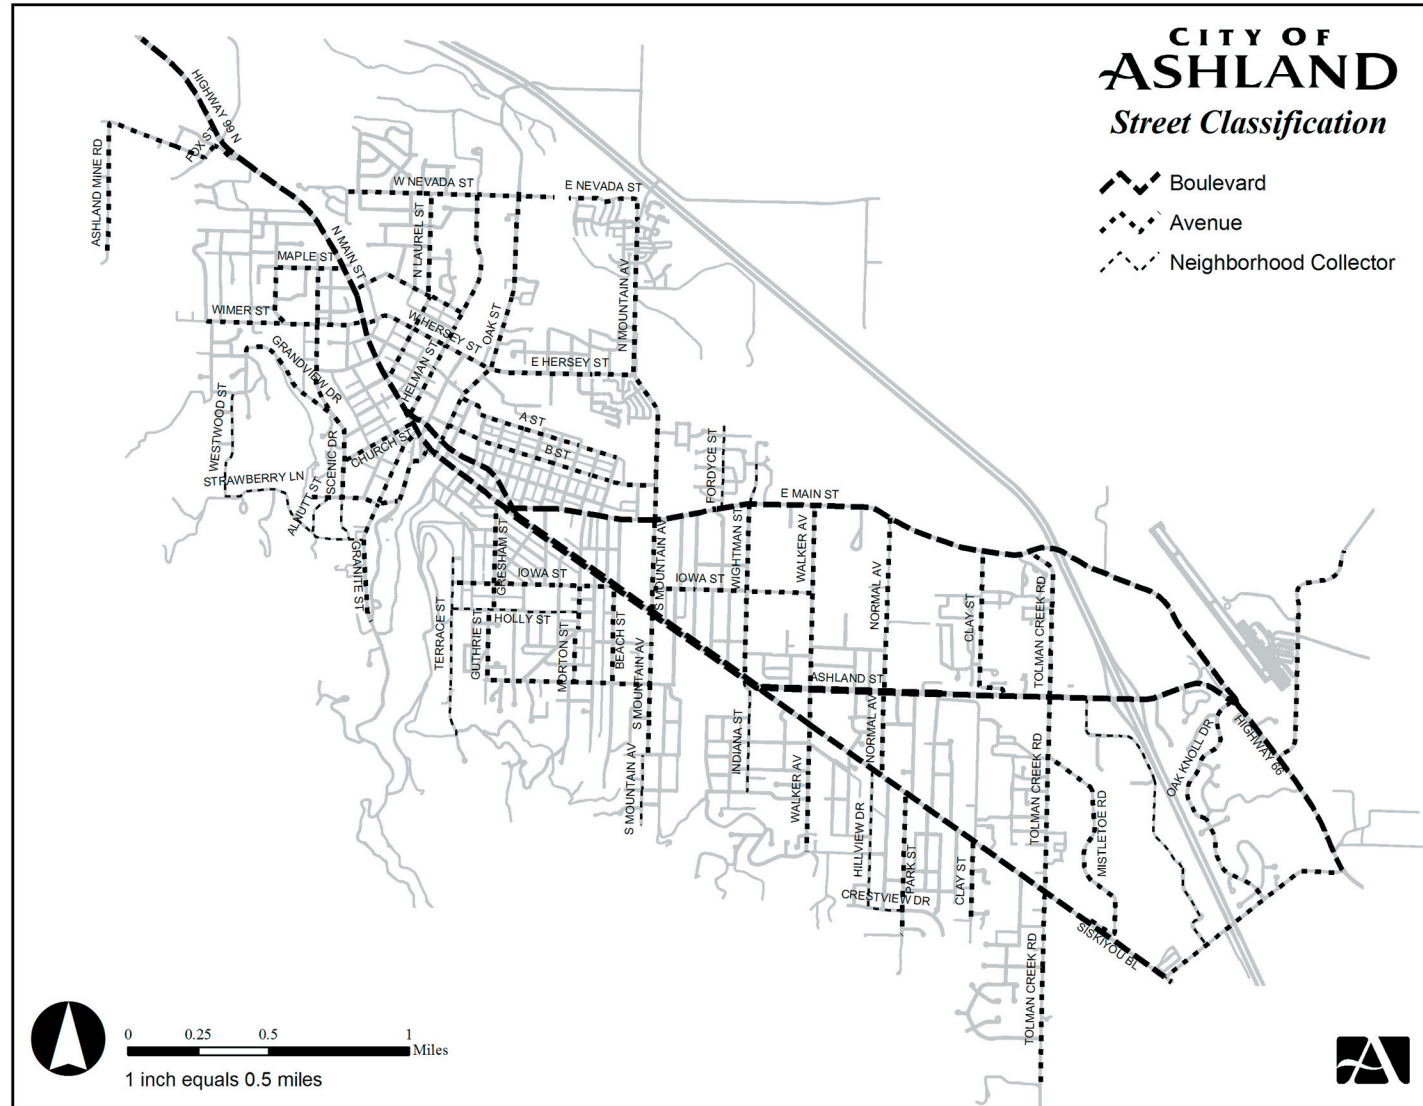 CITY OF
ASHLAND
Street Classification
Boulevard
Avenue
Neighborhood Collector
HIGHWAY 99 N
FOX ST
ASHLAND MINE RD
W NEVADA ST
E NEVADA ST
N LAUREL ST
N MAIN ST
MAPLE ST
WIMER ST
W HERSEY ST
OAK ST
N MOUNTAIN AV
E HERSEY ST
GRANDVIEW DR
HELMAN ST
WESTWOOD ST
SCENIC DR
CHURCH ST
A ST
B ST
STRAWBERRY LN
ALNUTT ST
GRANITE ST
FORDYCE ST
E MAIN ST
GRESHAM ST
IOWA ST
S MOUNTAIN AV
IOWA ST
WIGHTMAN ST
WALKER AV
NORMAL AV
CLAY ST
TOLMAN CREEK RD
TERRACE ST
GUTHRIE ST
HOLLY ST
MORTON ST
BEACH ST
S MOUNTAIN AV
ASHLAND ST
INDIANA ST
NORMAL AV
TOLMAN CREEK RD
OAK KNOLL DR
HIGHWAY 66
S MOUNTAIN AV
WALKER AV
HILLVIEW DR
PARK ST
CLAY ST
MISTLETOE RD
CRESTVIEW DR
SISKIYOU BL
TOLMAN CREEK RD
0 0.25 0.5 1
Miles
1 inch equals 0.5 miles